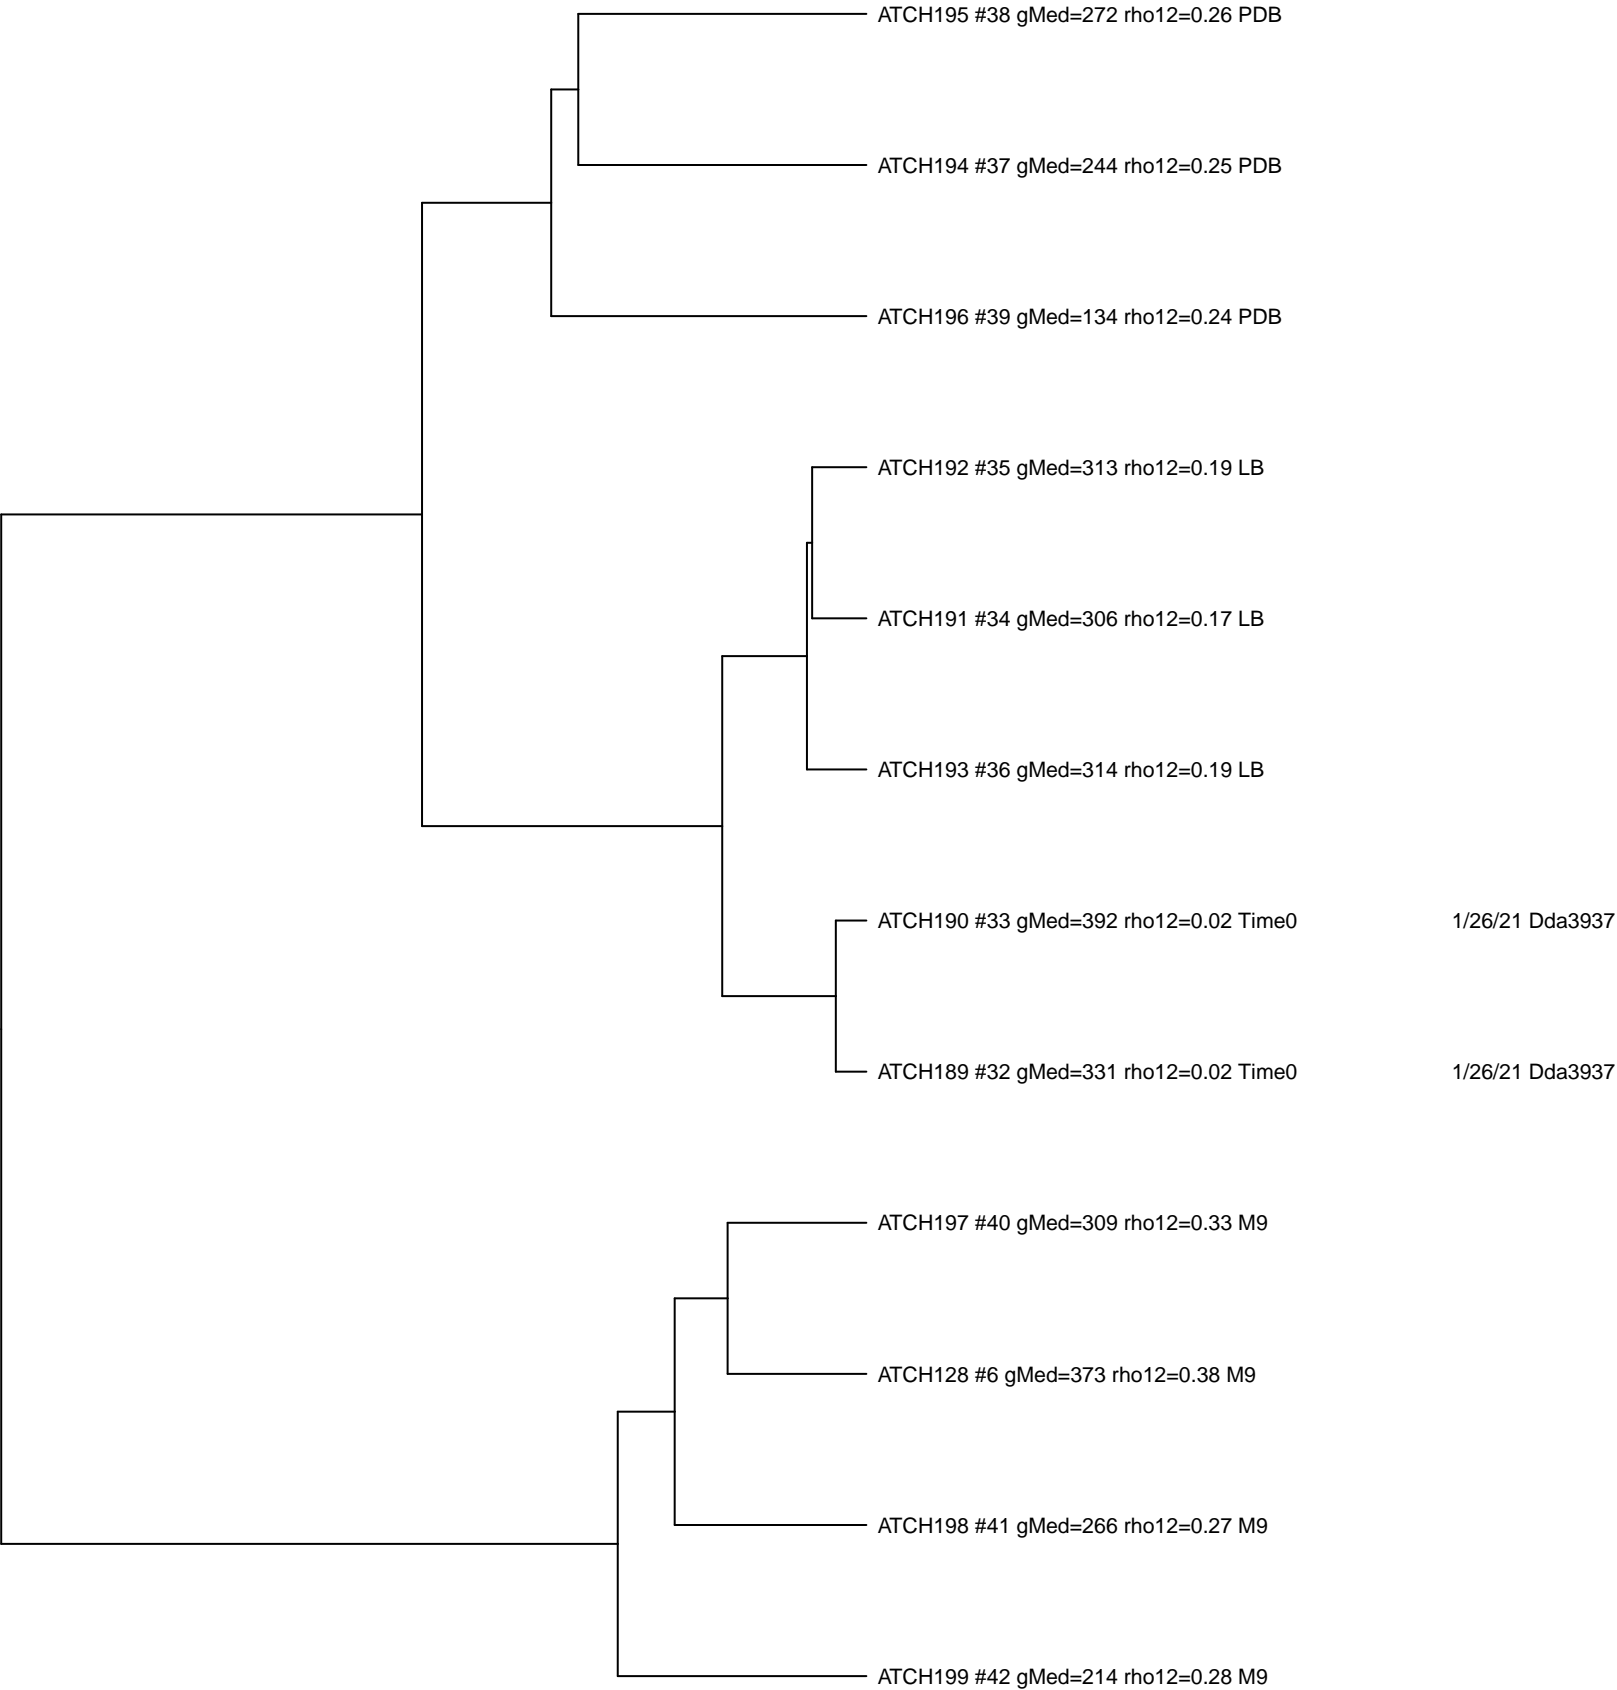 ATCH195 #38 gMed=272 rho12=0.26 PDB
ATCH194 #37 gMed=244 rho12=0.25 PDB
ATCH196 #39 gMed=134 rho12=0.24 PDB
ATCH192 #35 gMed=313 rho12=0.19 LB
ATCH191 #34 gMed=306 rho12=0.17 LB
ATCH193 #36 gMed=314 rho12=0.19 LB
ATCH190 #33 gMed=392 rho12=0.02 Time0 1/26/21 Dda3937
ATCH189 #32 gMed=331 rho12=0.02 Time0 1/26/21 Dda3937
ATCH197 #40 gMed=309 rho12=0.33 M9
ATCH128 #6 gMed=373 rho12=0.38 M9
ATCH198 #41 gMed=266 rho12=0.27 M9
ATCH199 #42 gMed=214 rho12=0.28 M9